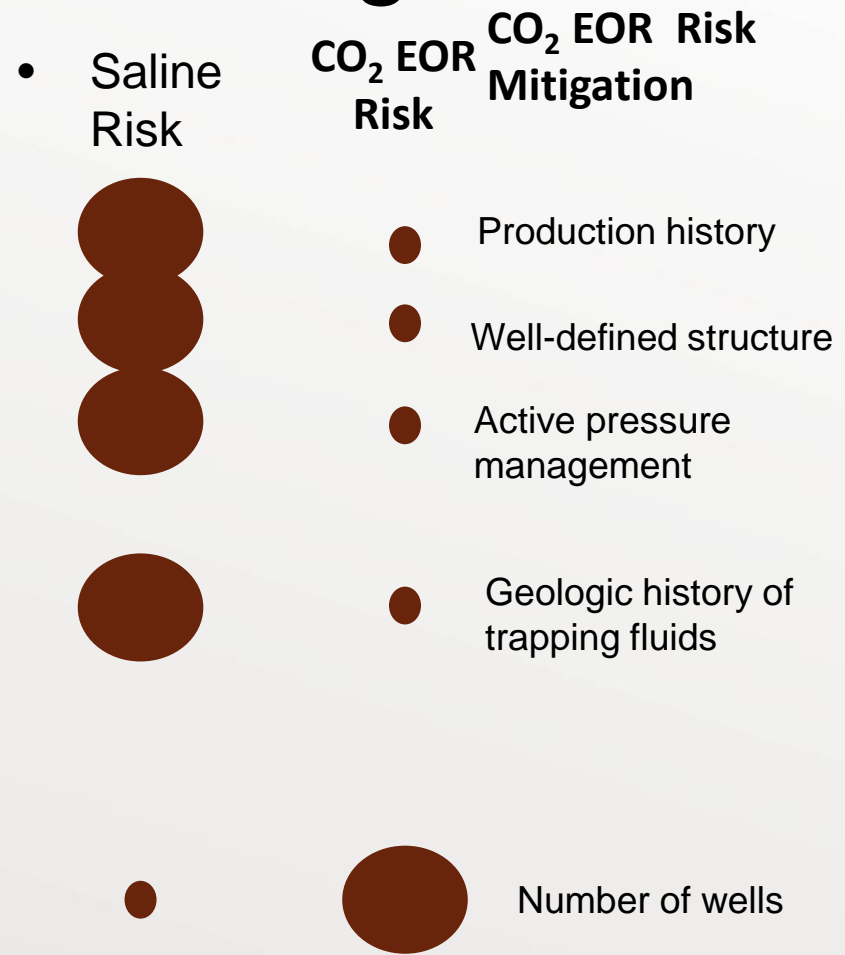 • Saline
Risk
CO₂ EOR
Risk
CO₂ EOR Risk
Mitigation
Production history
Well-defined structure
Active pressure
management
Geologic history of
trapping fluids
Number of wells